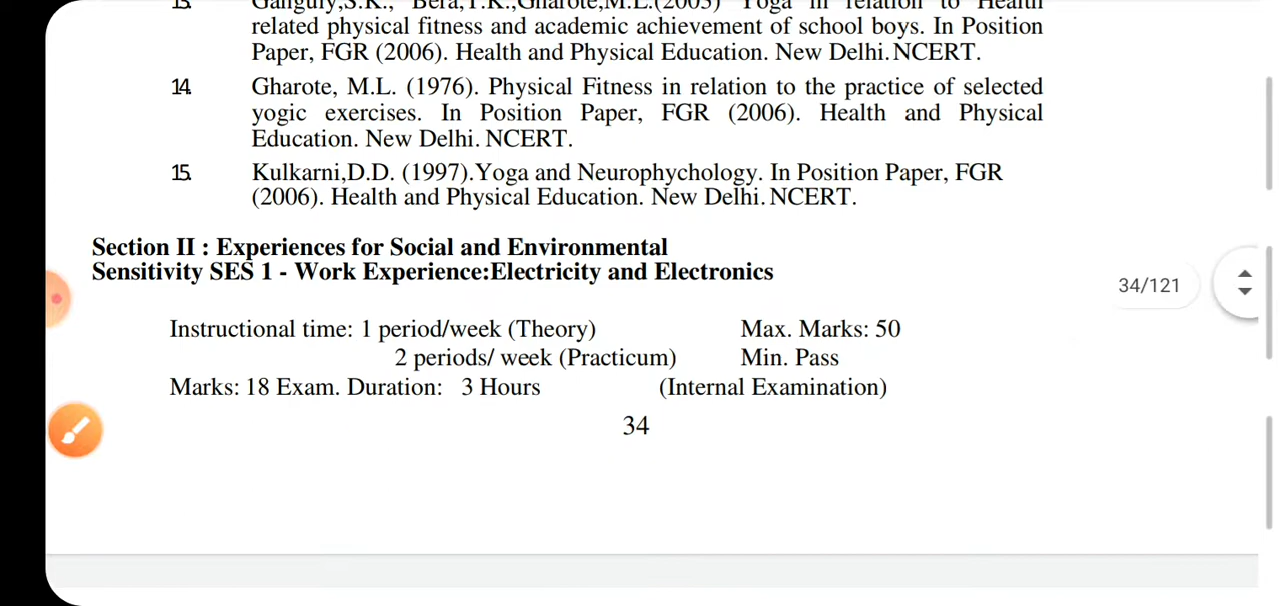 related physical fitness and academic achievement of school boys. In Position
Paper, FGR (2006). Health and Physical Education. New Delhi. NCERT.
14. Gharote, M.L. (1976). Physical Fitness in relation to the practice of selected
yogic exercises. In Position Paper, FGR (2006). Health and Physical
Education. New Delhi. NCERT.
15. Kulkarni,D.D. (1997).Yoga and Neurophychology. In Position Paper, FGR
(2006). Health and Physical Education. New Delhi. NCERT.
Section II : Experiences for Social and Environmental
Sensitivity SES 1 - Work Experience:Electricity and Electronics
34/121
Instructional time: 1 period/week (Theory) Max. Marks: 50
2 periods/ week (Practicum) Min. Pass
Marks: 18 Exam. Duration: 3 Hours (Internal Examination)
34